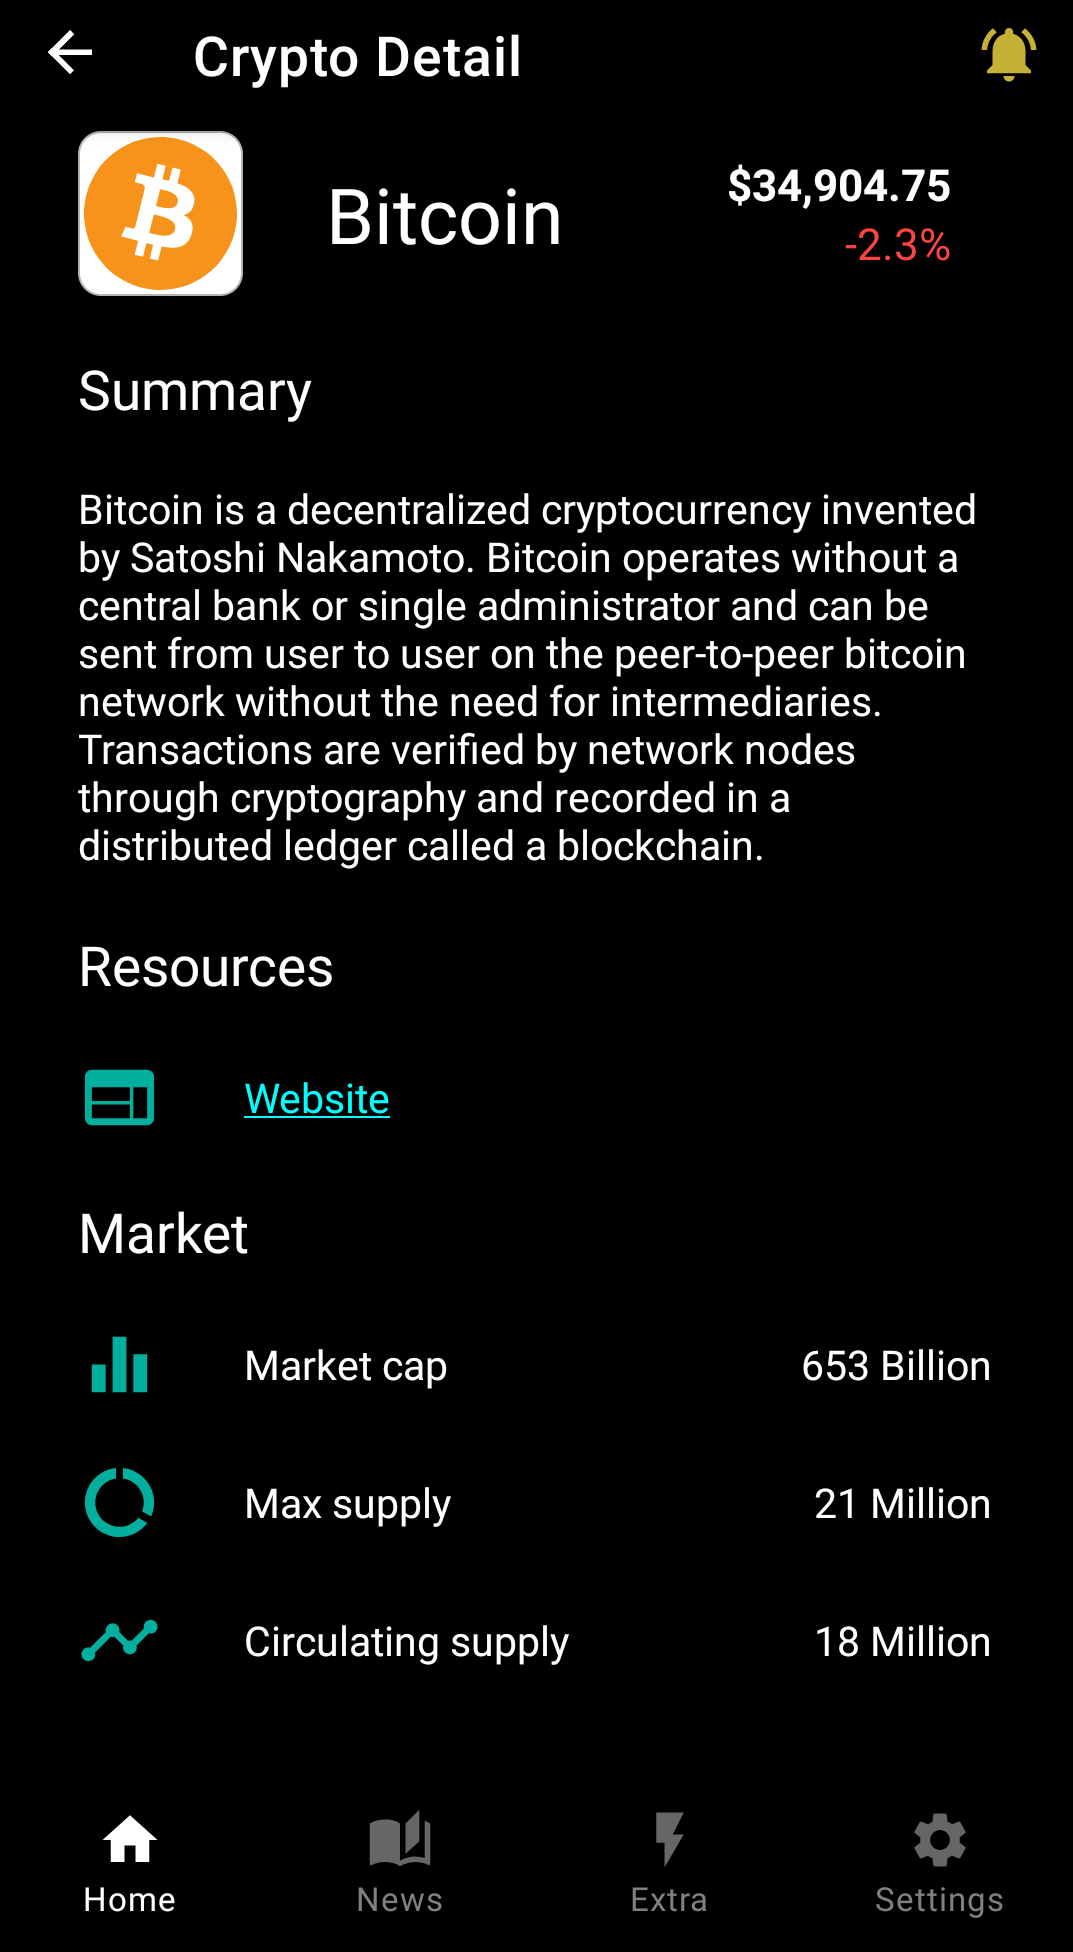 Crypto Detail
Bitcoin
$34,904.75
-2.3%
Summary
Bitcoin is a decentralized cryptocurrency invented
by Satoshi Nakamoto. Bitcoin operates without a
central bank or single administrator and can be
sent from user to user on the peer-to-peer bitcoin
network without the need for intermediaries.
Transactions are verified by network nodes
through cryptography and recorded in a
distributed ledger called a blockchain.
Resources
Website
Market
Market cap 653 Billion
Max supply 21 Million
Circulating supply 18 Million
Home News Extra Settings